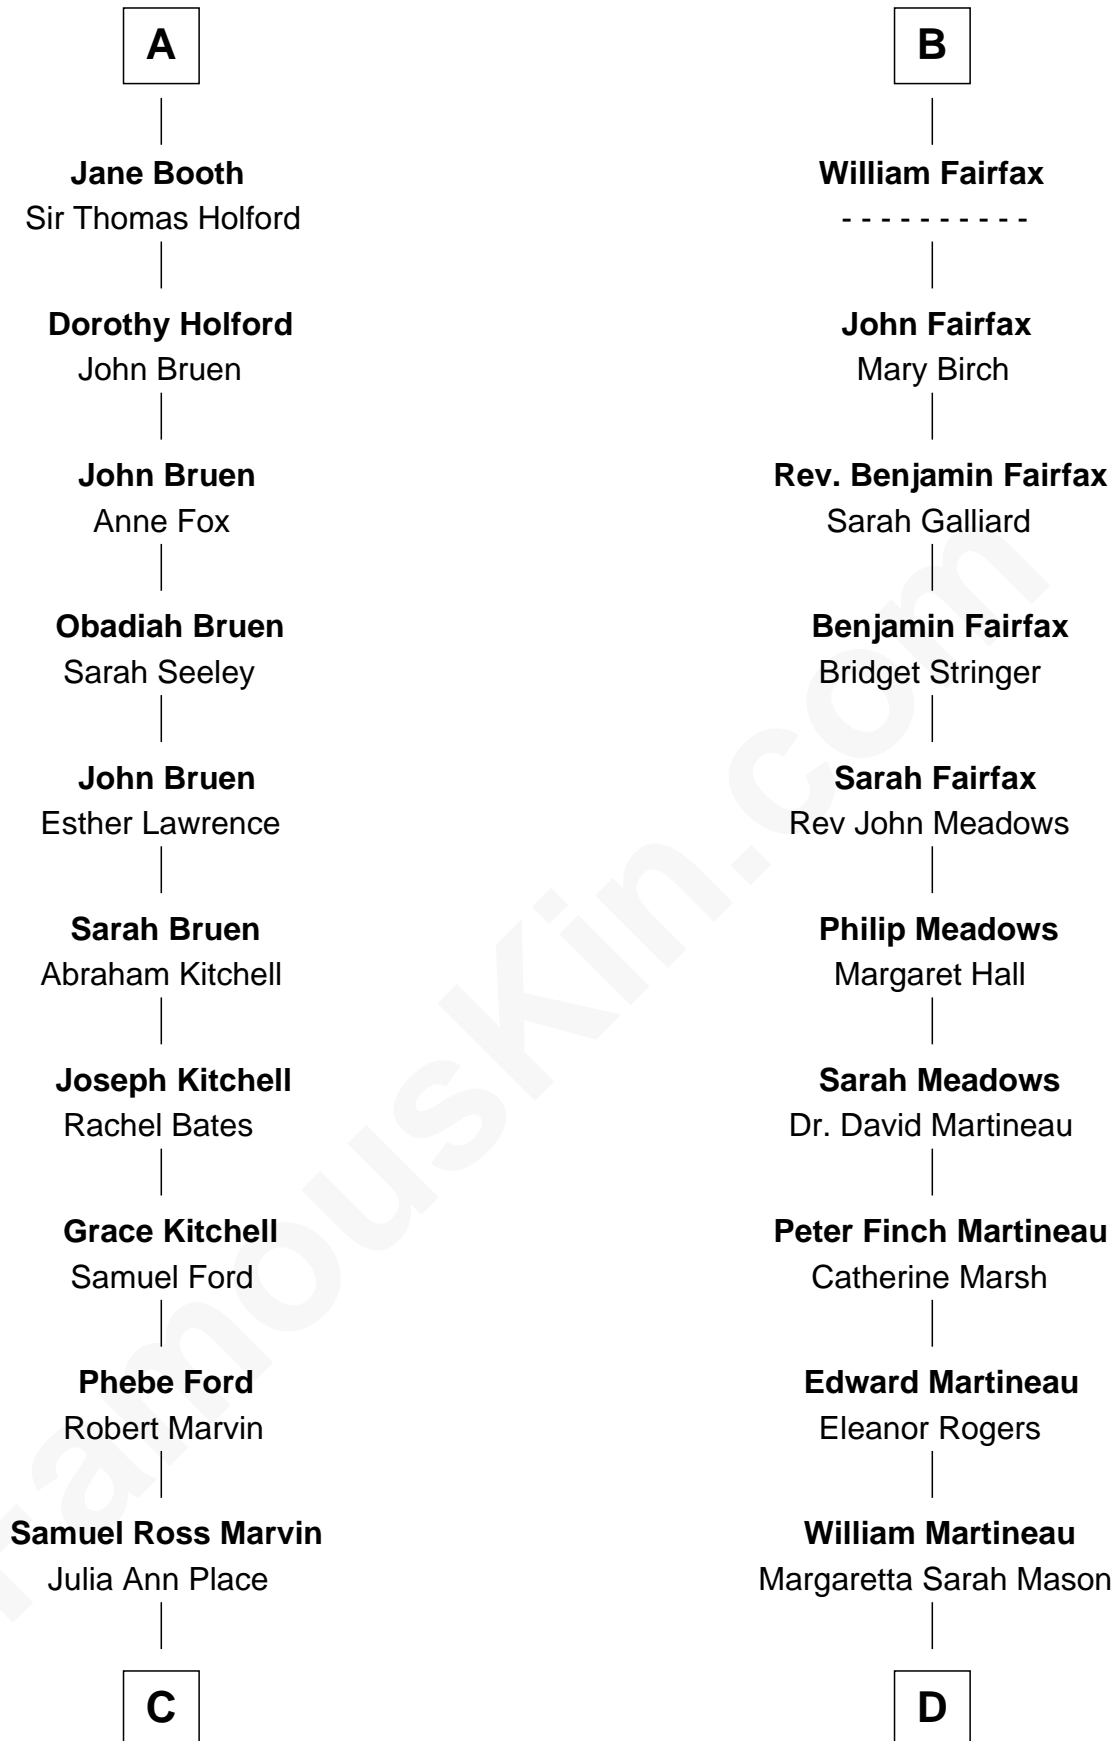 A
Jane Booth
Sir Thomas Holford
Dorothy Holford
John Bruen
John Bruen
Anne Fox
Obadiah Bruen
Sarah Seeley
John Bruen
Esther Lawrence
Sarah Bruen
Abraham Kitchell
Joseph Kitchell
Rachel Bates
Grace Kitchell
Samuel Ford
Phebe Ford
Robert Marvin
Samuel Ross Marvin
Julia Ann Place
C
B
William Fairfax
- - - - - - - - - -
John Fairfax
Mary Birch
Rev. Benjamin Fairfax
Sarah Galliard
Benjamin Fairfax
Bridget Stringer
Sarah Fairfax
Rev John Meadows
Philip Meadows
Margaret Hall
Sarah Meadows
Dr. David Martineau
Peter Finch Martineau
Catherine Marsh
Edward Martineau
Eleanor Rogers
William Martineau
Margaretta Sarah Mason
D
FamousKin.com